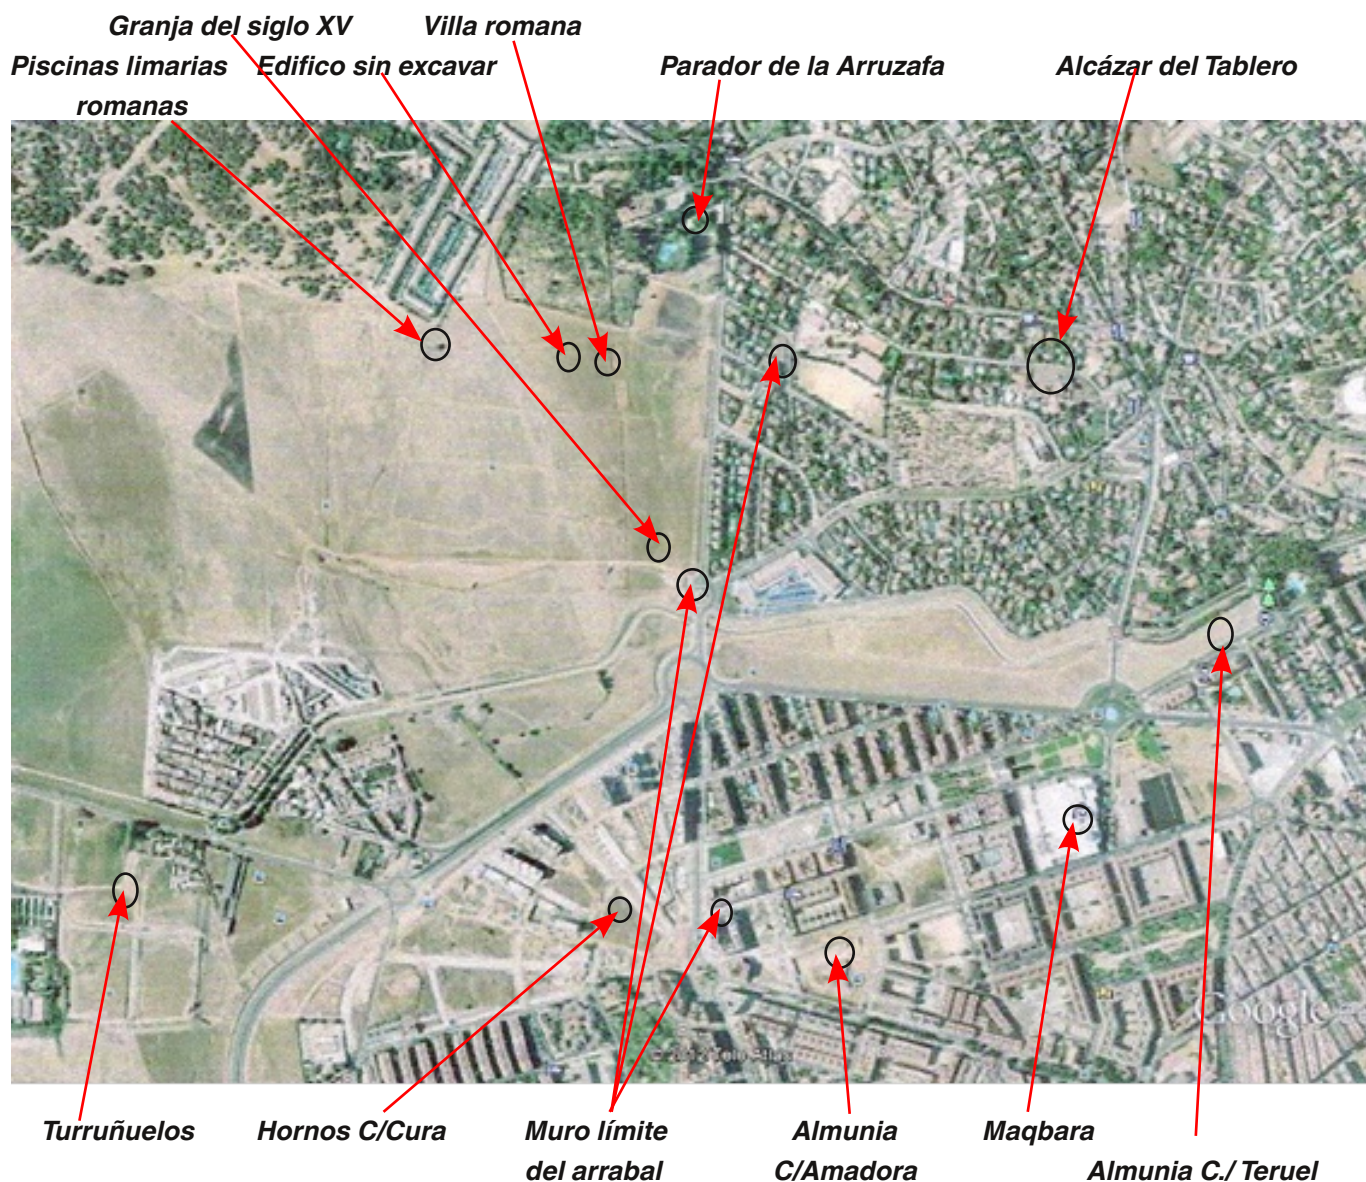 Granja del siglo XV
Villa romana
Piscinas limarias
romanas
Edifico sin excavar
Parador de la Arruzafa
Alcázar del Tablero
Google
Turruñuelos
Hornos C/Cura
Muro límite
del arrabal
Almunia
C/Amadora
Maqbara
Almunia C./ Teruel